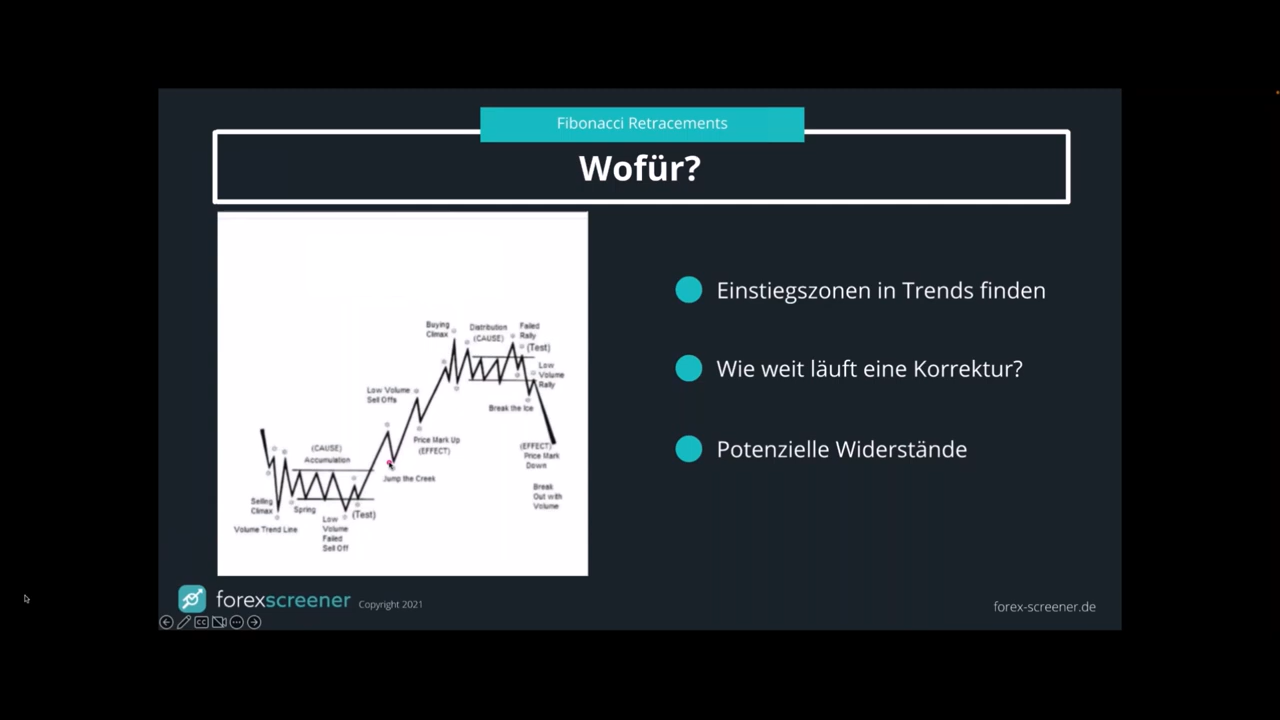 Fibonacci Retracements
Wofür?
Buying
Climax
Distribution
(CAUSE)
Failed
Rally
(Test)
Low
Volume
Rally
Low Volume
Sell Offs
Break the Ice
Price Mark Up
(EFFECT)
(CAUSE)
Accumulation
(EFFECT)
Price Mark
Down
Jump the Creek
Break
Out with
Volume
Selling
Climax
Spring
(Test)
Volume Trend Line
Low
Volume
Failed
Sell Off
Einstiegszonen in Trends finden
Wie weit läuft eine Korrektur?
Potenzielle Widerstände
forexscreener Copyright 2021
forex-screener.de
CC